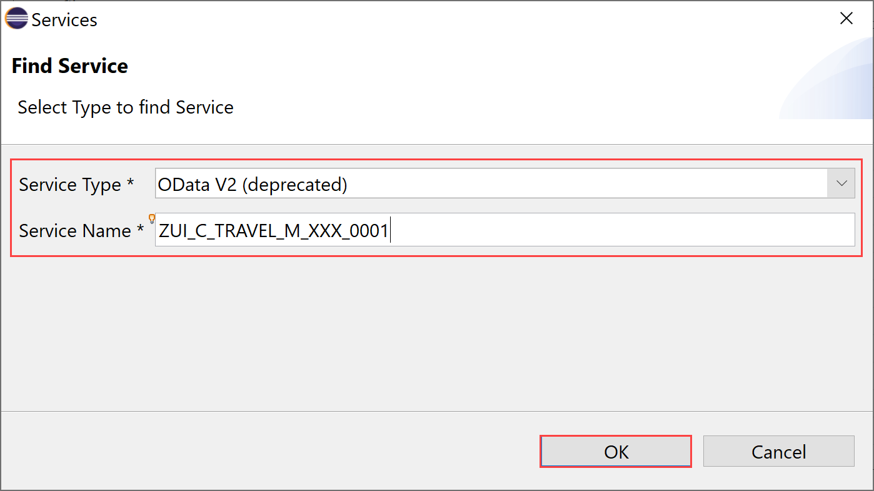 Services
Find Service
Select Type to find Service
Service Type * OData V2 (deprecated)
Service Name * ZUI_C_TRAVEL_M_XXX_0001
OK Cancel